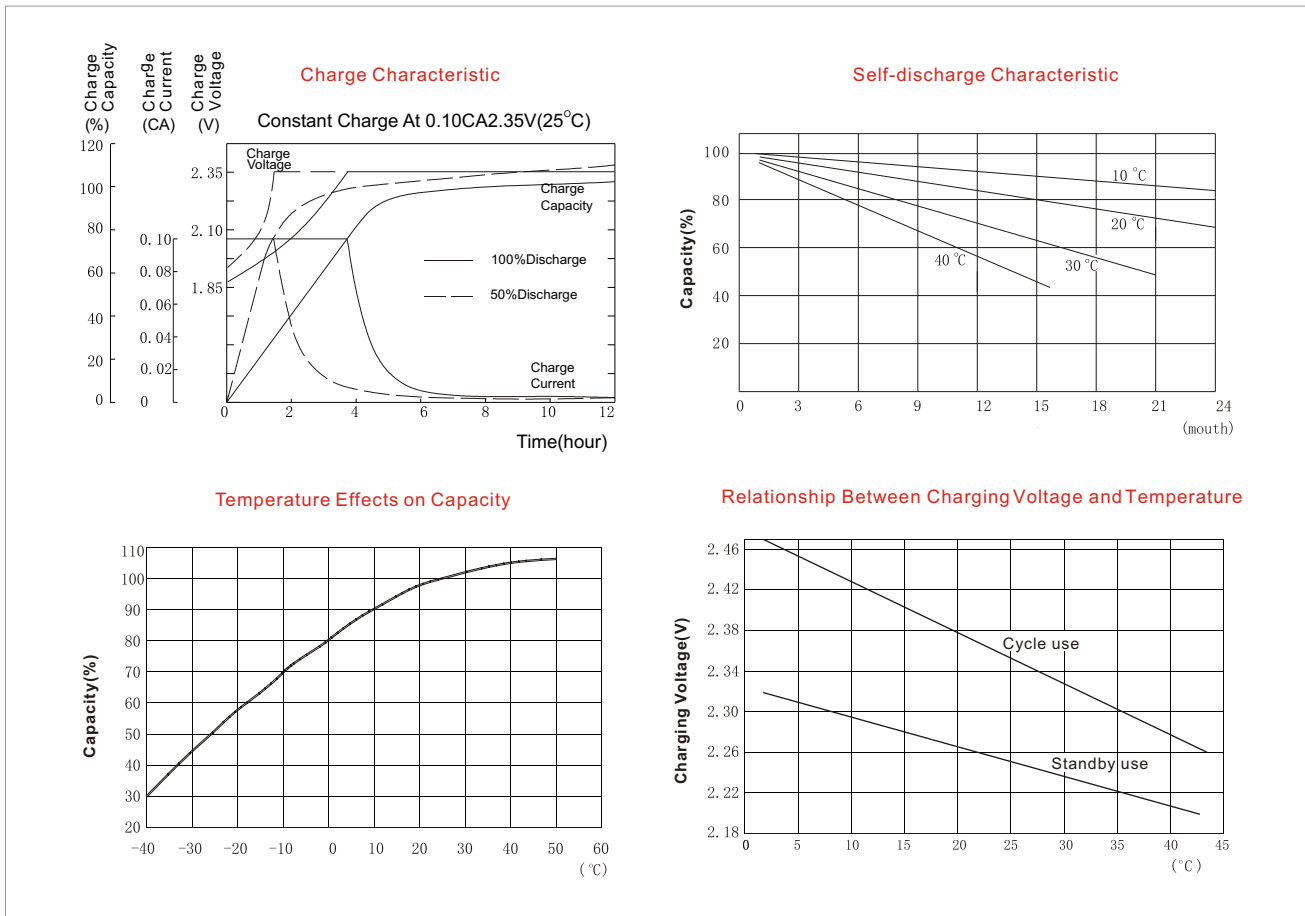 Charge Capacity
(%)
Charge Current
(CA)
Charge Voltage
(V)
Charge Characteristic
Constant Charge At 0.10CA2.35V(25°C)
120
100
80
60
40
20
0
0.10
0.08
0.06
0.04
0.02
0
2.35
2.10
1.85
Charge
Voltage
Charge
Capacity
100%Discharge
50%Discharge
Charge
Current
0 2 4 6 8 10 12
Time(hour)
Self-discharge Characteristic
Capacity(%)
100
80
60
40
20
10 ℃
20 ℃
30 ℃
40 ℃
0 3 6 9 12 15 18 21 24
(mouth)
Temperature Effects on Capacity
Capacity(%)
110
100
90
80
70
60
50
40
30
20
-40 -30 -20 -10 0 10 20 30 40 50 60
(℃)
Relationship Between Charging Voltage and Temperature
Charging Voltage(V)
2.46
2.42
2.38
2.34
2.30
2.26
2.22
2.18
Cycle use
Standby use
0 5 10 15 20 25 30 35 40 45
(℃)